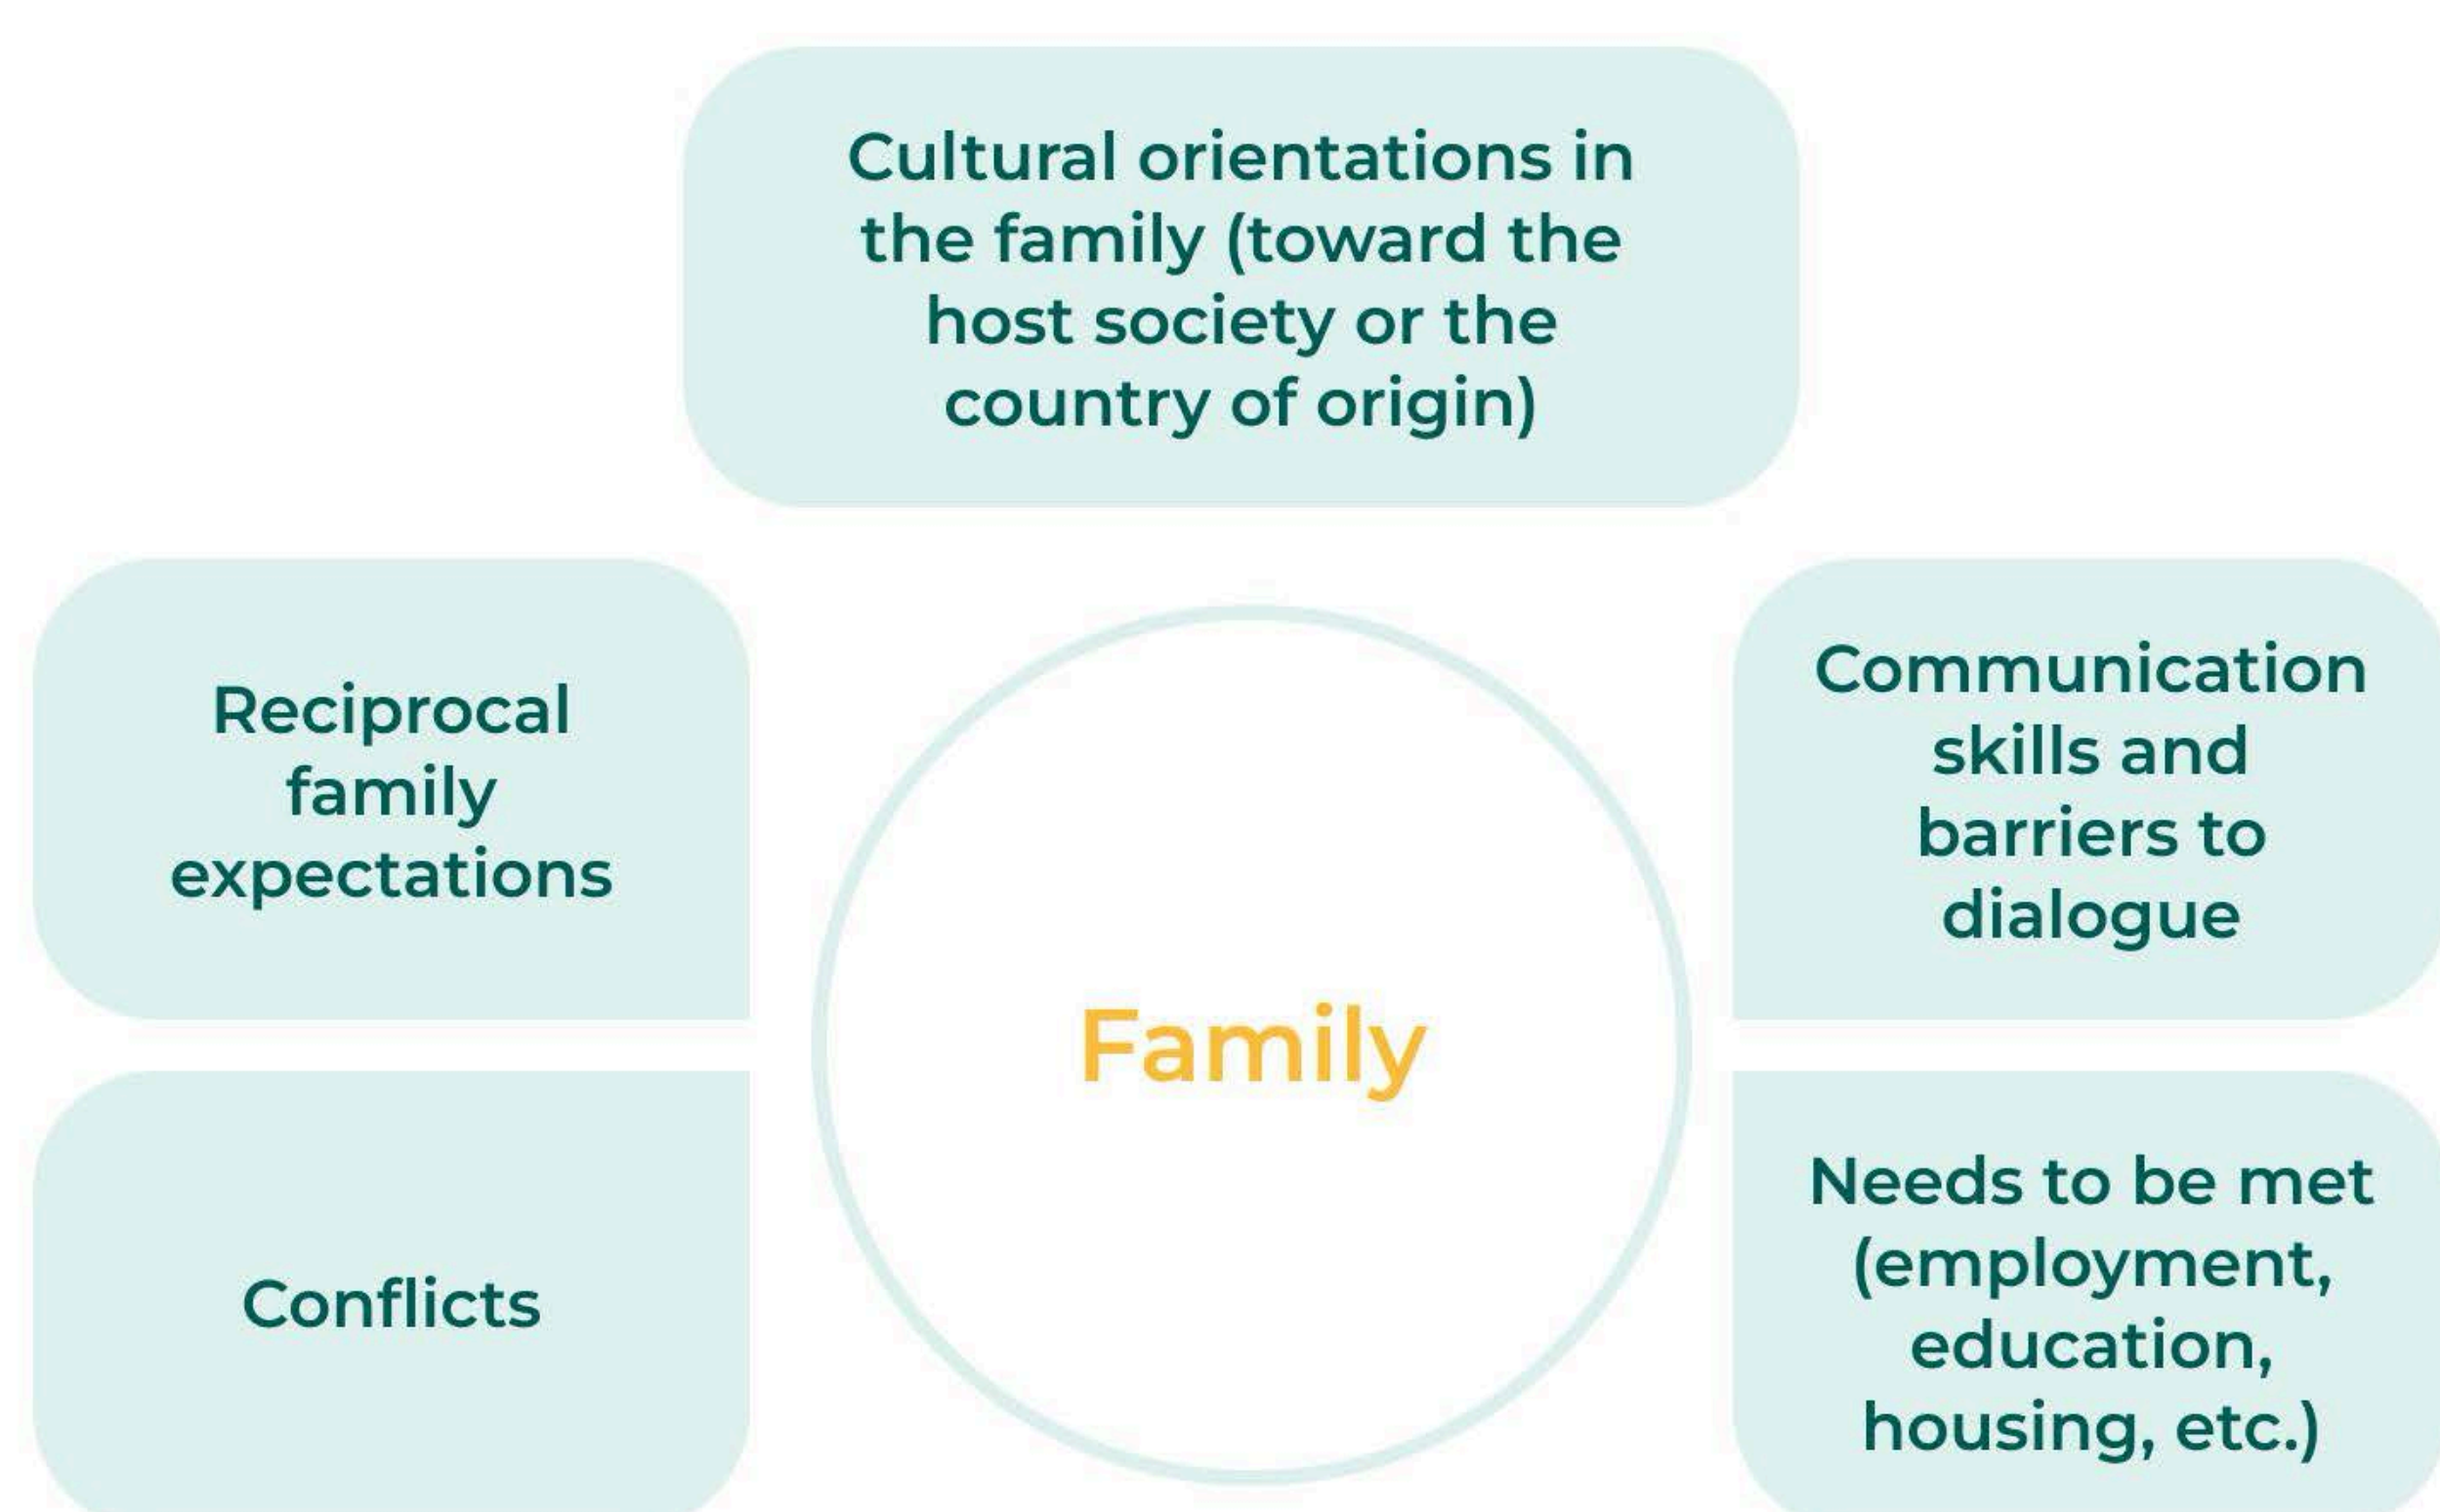 Cultural orientations in
the family (toward the
host society or the
country of origin)
Reciprocal
family
expectations
Communication
skills and
barriers to
dialogue
Family
Conflicts
Needs to be met
(employment,
education,
housing, etc.)